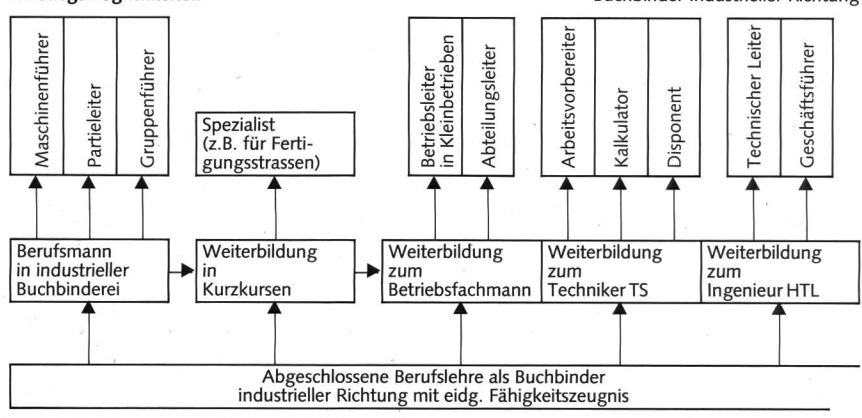 Buchbinder industrieller Richtung
Maschinenführer
Partieleiter
Gruppenführer
Spezialist
(z.B. für Ferti-
gungsstrassen)
Betriebsleiter
in Kleinbetrieben
Abteilungsleiter
Arbeitsvorbereiter
Kalkulator
Disponent
Technischer Leiter
Geschäftsführer
Berufsmann
in industrieller
Buchbinderei
Weiterbildung
in
Kurzkursen
Weiterbildung
zum
Betriebsfachmann
Weiterbildung
zum
Techniker TS
Weiterbildung
zum
Ingenieur HTL
Abgeschlossene Berufslehre als Buchbinder
industrieller Richtung mit eidg. Fähigkeitszeugnis